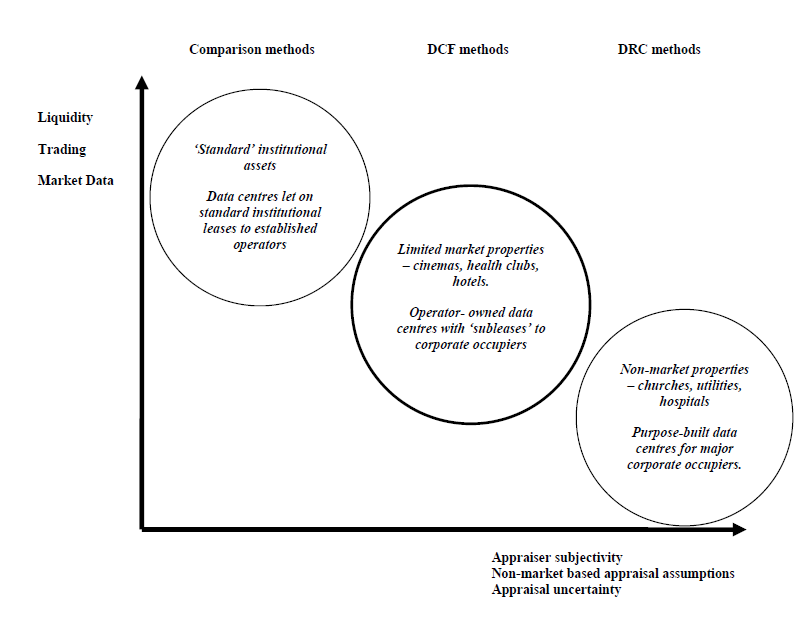 Comparison methods
DCF methods
DRC methods
Liquidity
Trading
Market Data
‘Standard’ institutional
assets
Data centres let on
standard institutional
leases to established
operators
Limited market properties
– cinemas, health clubs,
hotels.
Operator- owned data
centres with ‘subleases’ to
corporate occupiers
Non-market properties
– churches, utilities,
hospitals
Purpose-built data
centres for major
corporate occupiers.
Appraiser subjectivity
Non-market based appraisal assumptions
Appraisal uncertainty